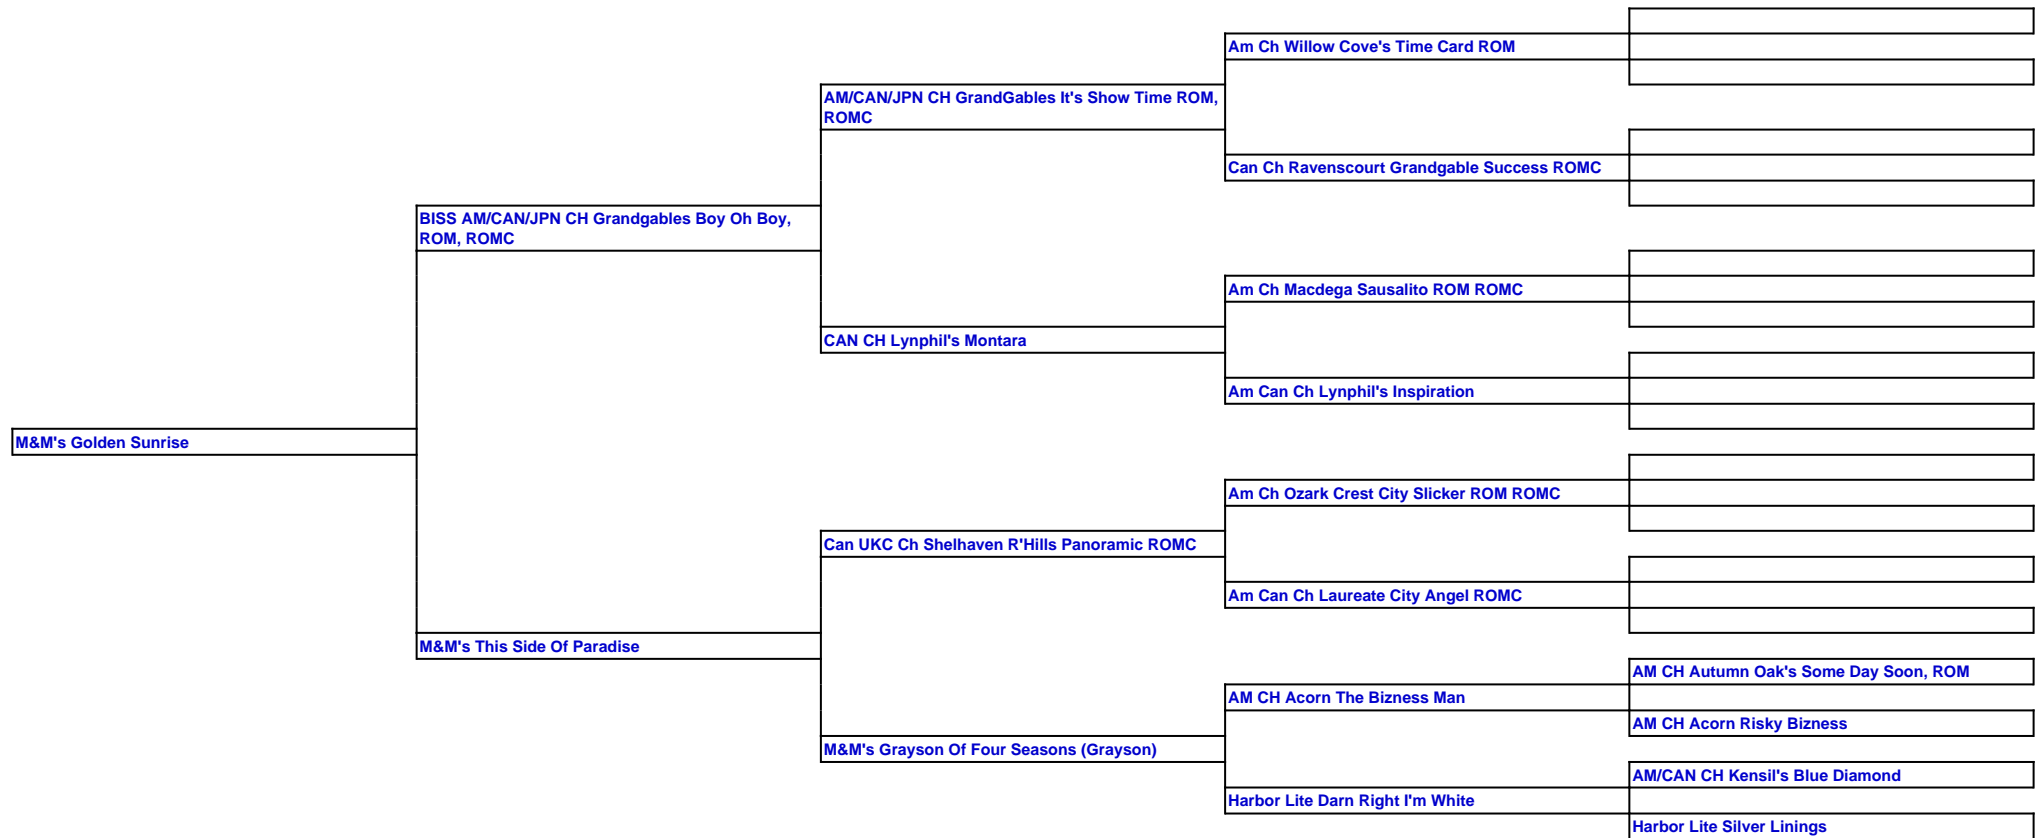 Am Ch Willow Cove's Time Card ROM
AM/CAN/JPN CH GrandGables It's Show Time ROM,
ROMC
Can Ch Ravenscourt Grandgable Success ROMC
BISS AM/CAN/JPN CH Grandgables Boy Oh Boy,
ROM, ROMC
Am Ch Macdega Sausalito ROM ROMC
CAN CH Lynphil's Montara
Am Can Ch Lynphil's Inspiration
M&M's Golden Sunrise
Am Ch Ozark Crest City Slicker ROM ROMC
Can UKC Ch Shelhaven R'Hills Panoramic ROMC
Am Can Ch Laureate City Angel ROMC
M&M's This Side Of Paradise
AM CH Autumn Oak's Some Day Soon, ROM
AM CH Acorn The Bizness Man
AM CH Acorn Risky Bizness
M&M's Grayson Of Four Seasons (Grayson)
AM/CAN CH Kensil's Blue Diamond
Harbor Lite Darn Right I'm White
Harbor Lite Silver Linings